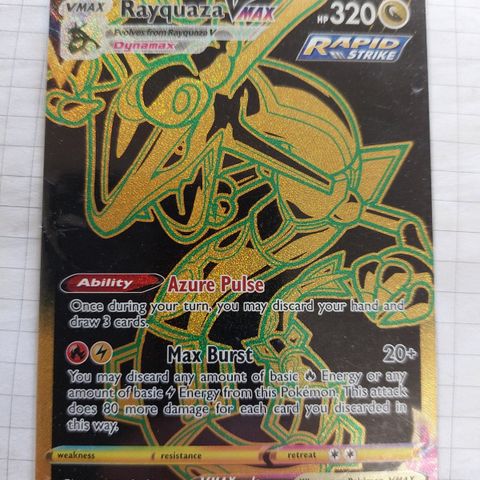 VMAX Rayquaza VMAX HP 320
Evolves from Rayquaza V
Dynamax
RAPID STRIKE
Ability Azure Pulse
Once during your turn, you may discard your hand and
draw 3 cards.
Max Burst 20+
You may discard any amount of basic Energy or any
amount of basic Energy from this Pokémon. This attack
does 80 more damage for each card you discarded in
this way.
weakness resistance retreat
VMAX